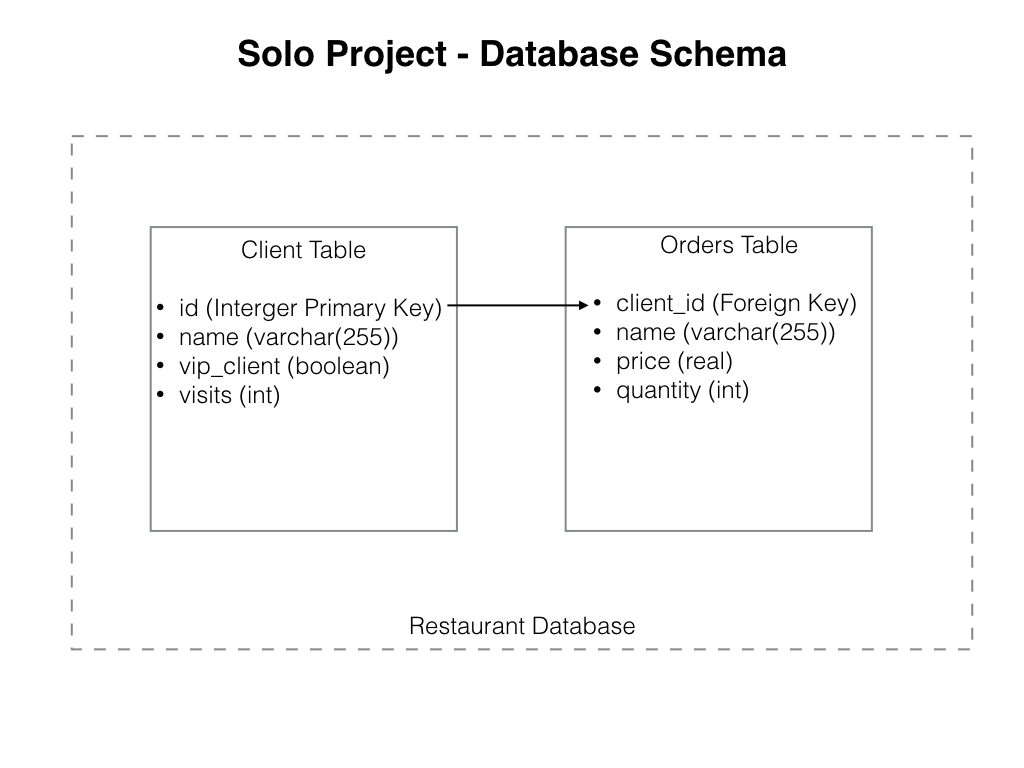 Solo Project - Database Schema
Client Table
• id (Interger Primary Key)
• name (varchar(255))
• vip_client (boolean)
• visits (int)
Orders Table
• client_id (Foreign Key)
• name (varchar(255))
• price (real)
• quantity (int)
Restaurant Database